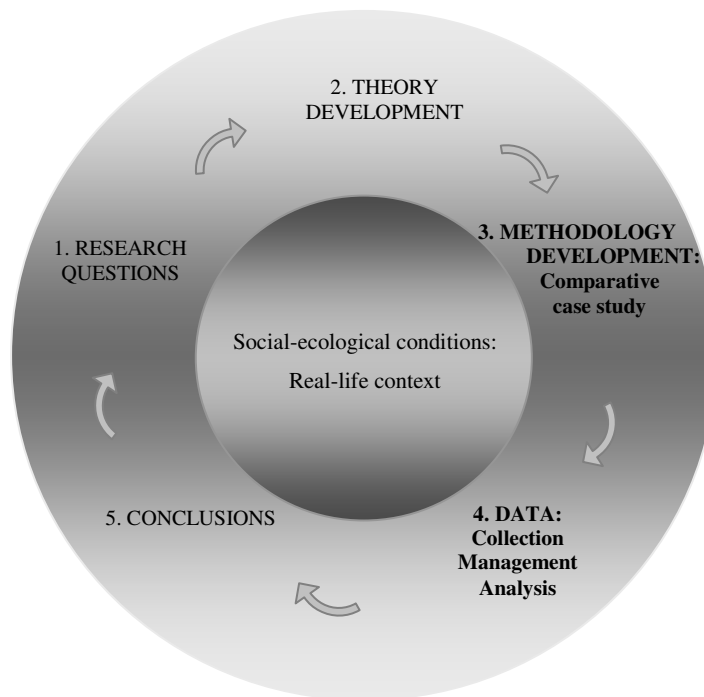 2. THEORY
DEVELOPMENT
3. METHODOLOGY
DEVELOPMENT:
Comparative
case study
1. RESEARCH
QUESTIONS
Social-ecological conditions:
Real-life context
4. DATA:
Collection
Management
Analysis
5. CONCLUSIONS